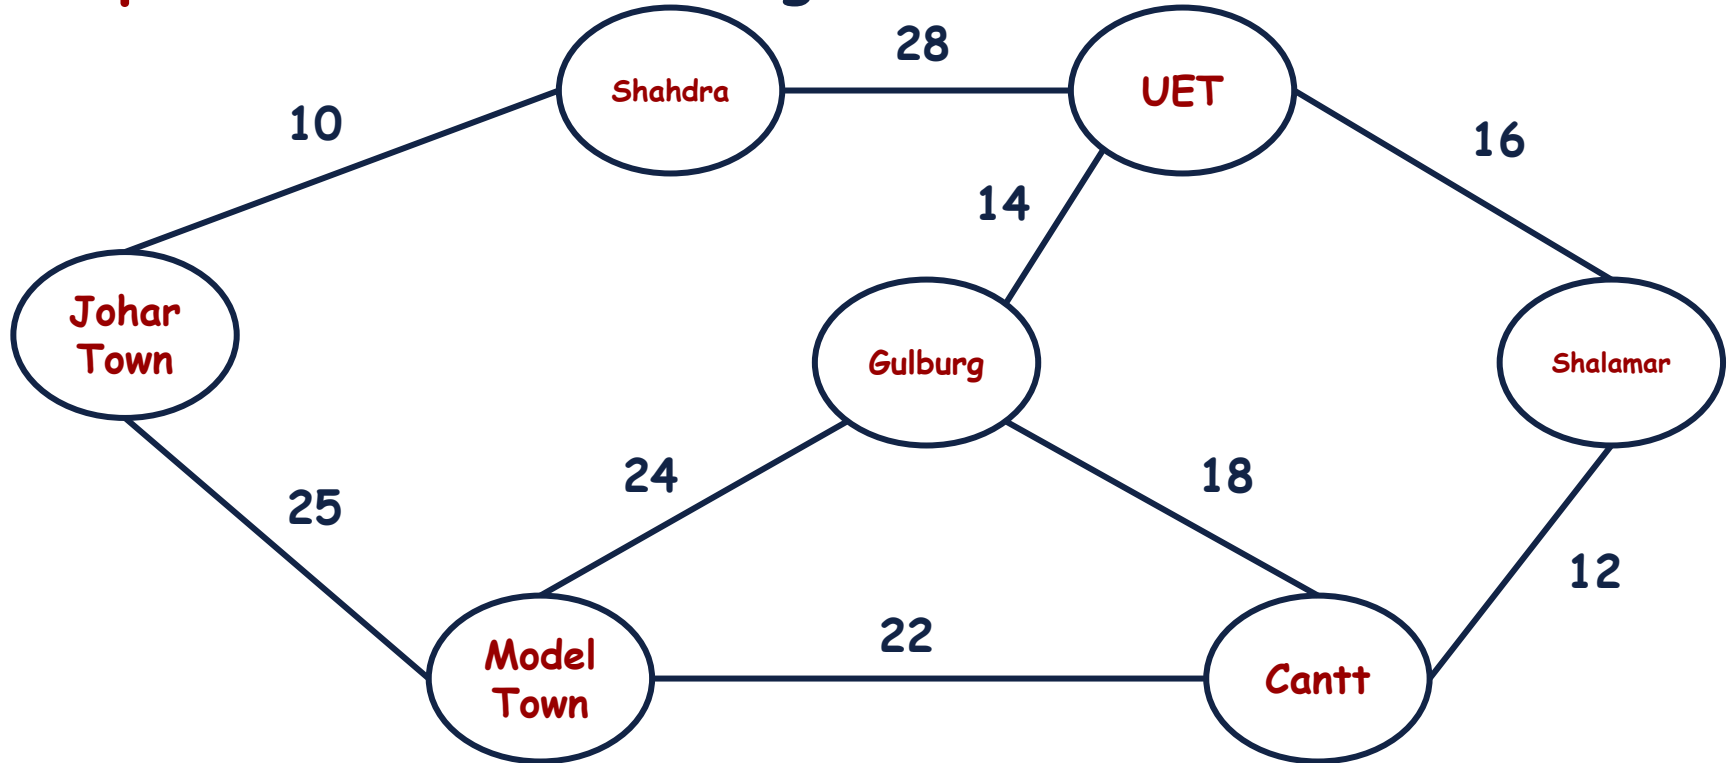 28
Shahdra
UET
10
16
14
Johar
Town
Gulburg
Shalamar
24
18
25
12
22
Model
Town
Cantt